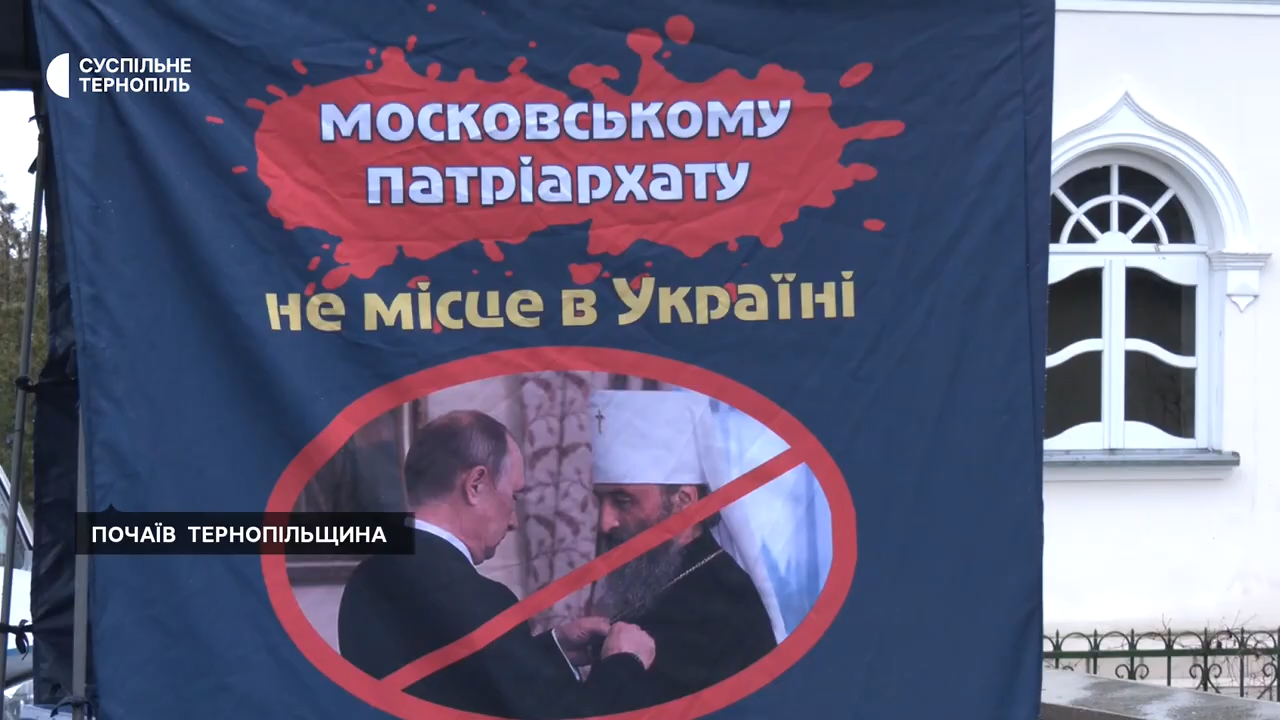 СУСПІЛЬНЕ
ТЕРНОПІЛЬ
МОСКОВСЬКОМУ
ПАТРІАРХАТУ
не місце в Україні
ПОЧАЇВ ТЕРНОПІЛЬЩИНА